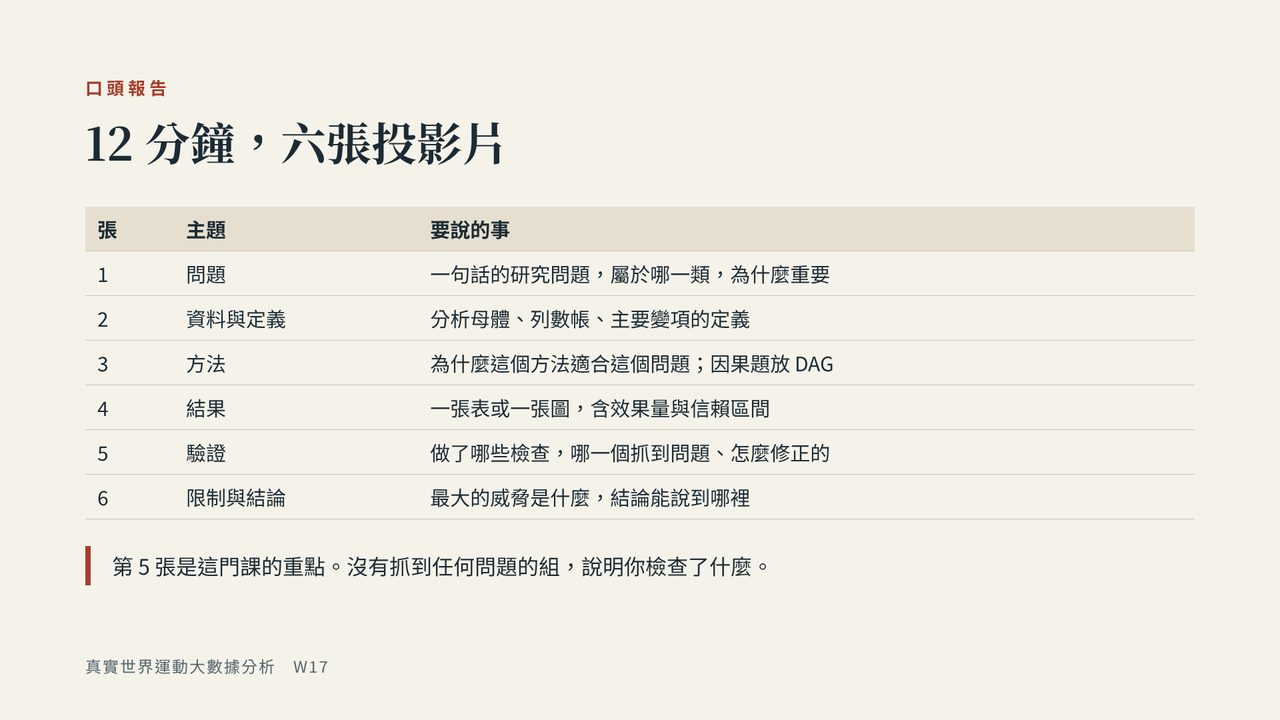 口頭報告
12 分鐘，六張投影片
張 主題 要說的事
1 問題 一句話的研究問題，屬於哪一類，為什麼重要
2 資料與定義 分析母體、列數帳、主要變項的定義
3 方法 為什麼這個方法適合這個問題；因果題放 DAG
4 結果 一張表或一張圖，含效果量與信賴區間
5 驗證 做了哪些檢查，哪一個抓到問題、怎麼修正的
6 限制與結論 最大的威脅是什麼，結論能說到哪裡
第 5 張是這門課的重點。沒有抓到任何問題的組，說明你檢查了什麼。
真實世界運動大數據分析 W17